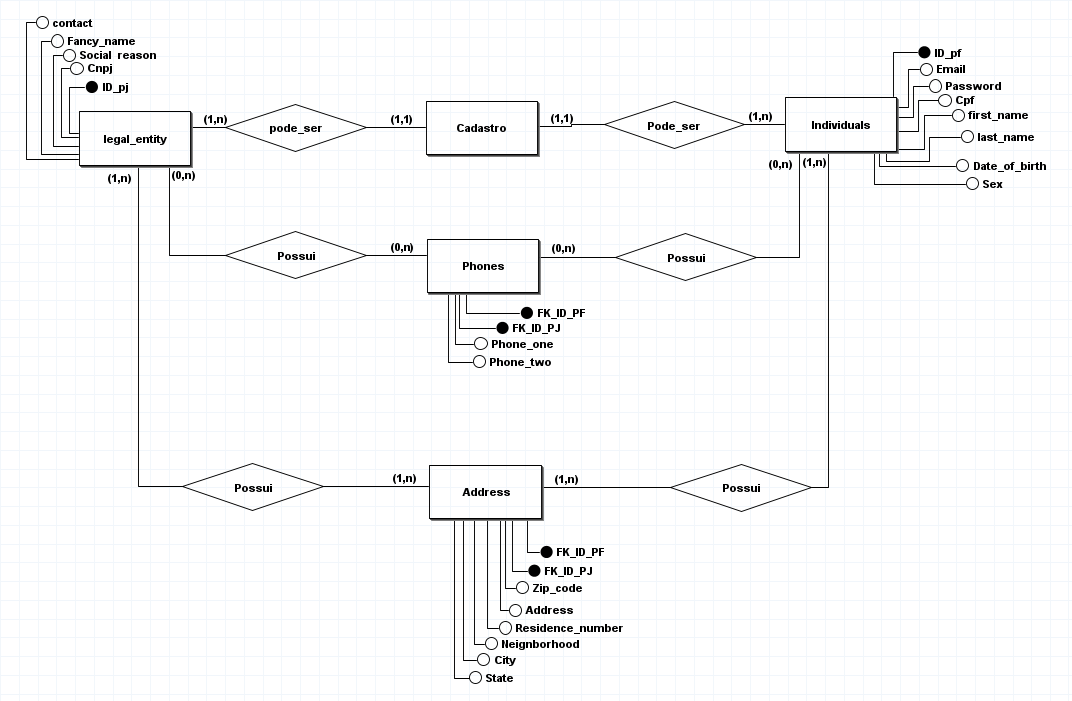 contact
Fancy_name
Social_reason
Cnpj
ID_pj
legal_entity
(1,n)
pode_ser
(1,1)
Cadastro
(1,1)
Pode_ser
(1,n)
Individuals
ID_pf
Email
Password
Cpf
first_name
last_name
Date_of_birth
Sex
(1,n)
(0,n)
(0,n)
(1,n)
Possui
(0,n)
Phones
(0,n)
Possui
FK_ID_PF
FK_ID_PJ
Phone_one
Phone_two
Possui
(1,n)
Address
(1,n)
Possui
FK_ID_PF
FK_ID_PJ
Zip_code
Address
Residence_number
Neignborhood
City
State